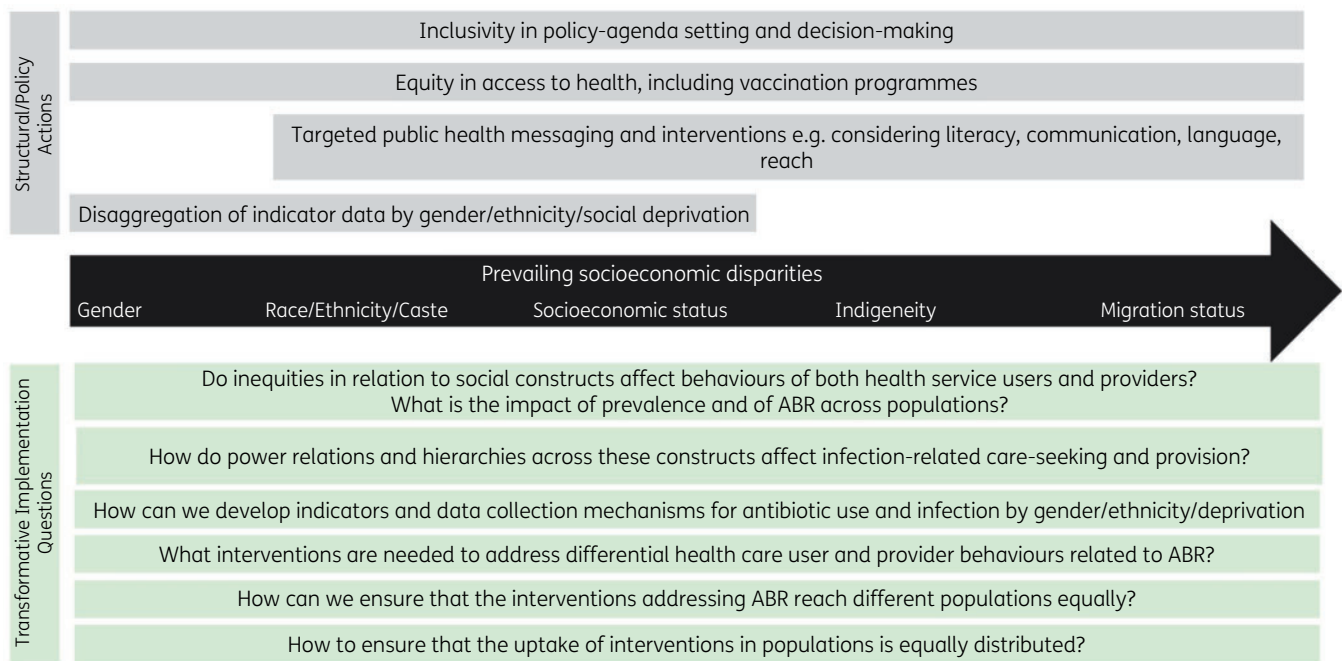 Structural/Policy
Actions
Inclusivity in policy-agenda setting and decision-making
Equity in access to health, including vaccination programmes
Targeted public health messaging and interventions e.g. considering literacy, communication, language,
reach
Disaggregation of indicator data by gender/ethnicity/social deprivation
Prevailing socioeconomic disparities
Gender Race/Ethnicity/Caste Socioeconomic status Indigeneity Migration status
Transformative Implementation
Questions
Do inequities in relation to social constructs affect behaviours of both health service users and providers?
What is the impact of prevalence and of ABR across populations?
How do power relations and hierarchies across these constructs affect infection-related care-seeking and provision?
How can we develop indicators and data collection mechanisms for antibiotic use and infection by gender/ethnicity/deprivation
What interventions are needed to address differential health care user and provider behaviours related to ABR?
How can we ensure that the interventions addressing ABR reach different populations equally?
How to ensure that the uptake of interventions in populations is equally distributed?